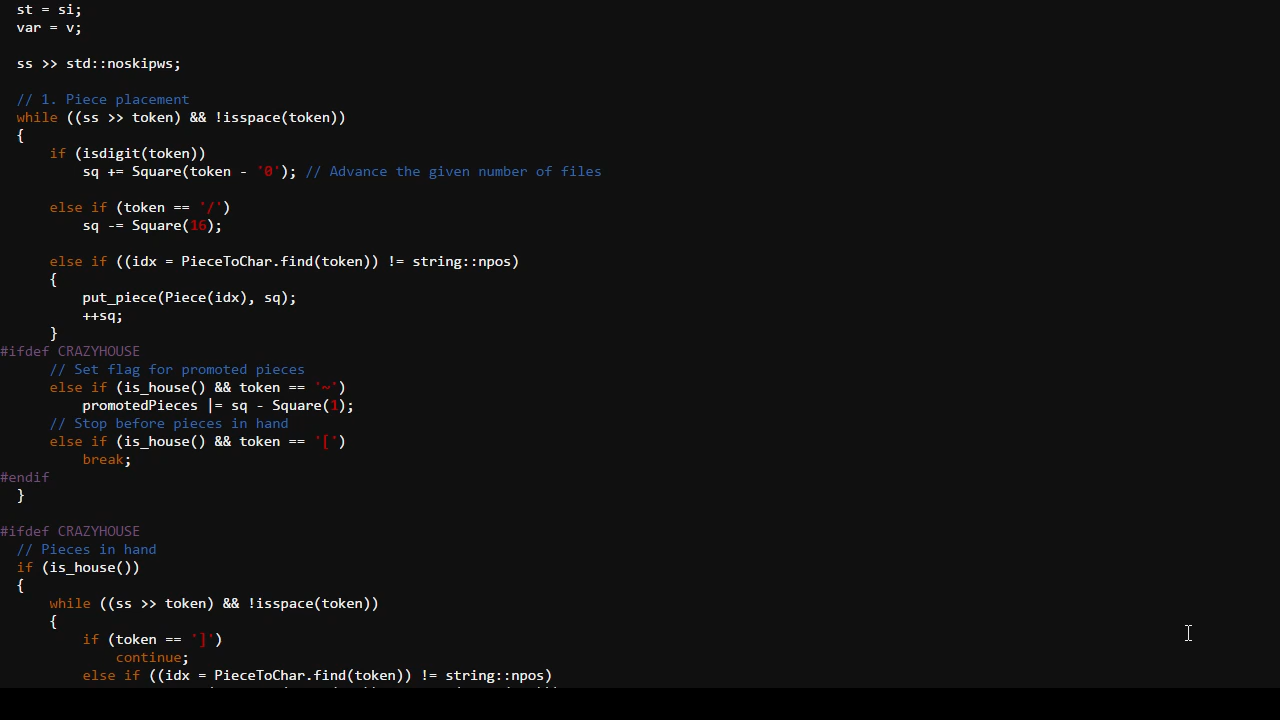 st = si;
var = v;
ss >> std::noskipws;
// 1. Piece placement
while ((ss >> token) && !isspace(token))
{
if (isdigit(token))
sq += Square(token - '0'); // Advance the given number of files
else if (token == '/')
sq -= Square(16);
else if ((idx = PieceToChar.find(token)) != string::npos)
{
put_piece(Piece(idx), sq);
++sq;
}
#ifdef CRAZYHOUSE
// Set flag for promoted pieces
else if (is_house() && token == '~')
promotedPieces |= sq - Square(1);
// Stop before pieces in hand
else if (is_house() && token == '[')
break;
#endif
}
#ifdef CRAZYHOUSE
// Pieces in hand
if (is_house())
{
while ((ss >> token) && !isspace(token))
{
if (token == ']')
continue;
else if ((idx = PieceToChar.find(token)) != string::npos)